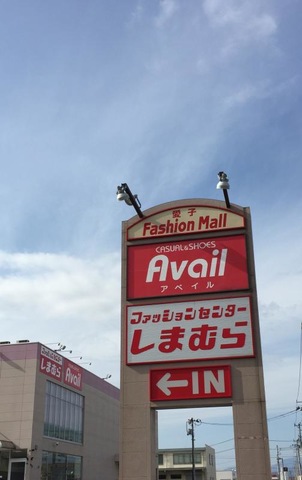 愛子
Fashion Mall
CASUAL&SHOES
Avail
アベイル
ファッションセンター
しまむら
←IN
しまむら
Avail